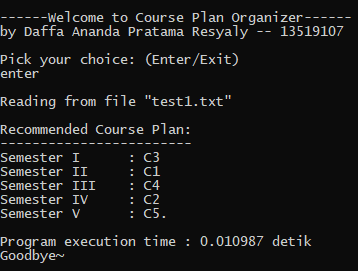 ------Welcome to Course Plan Organizer------
by Daffa Ananda Pratama Resyaly -- 13519107
Pick your choice: (Enter/Exit)
enter
Reading from file "test1.txt"
Recommended Course Plan:
------------------------
Semester I      : C3
Semester II     : C1
Semester III    : C4
Semester IV     : C2
Semester V      : C5.
Program execution time : 0.010987 detik
Goodbye~